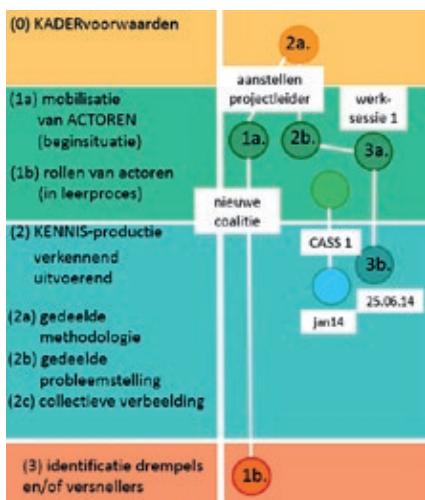 (0) KADERvoorwaarden
(1a) mobilisatie
van ACTOREN
(beginsituatie)
(1b) rollen van actoren
(in leerproces)
(2) KENNIS-productie
verkennend
uitvoerend
(2a) gedeelde
methodologie
(2b) gedeelde
probleemstelling
(2c) collectieve verbeelding
(3) identificatie drempels
en/of versnellers
2a.
aanstellen
projectleider
werk-
sessie 1
1a.
2b.
3a.
nieuwe
coalitie
CASS 1
3b.
jan14
25.06.14
1b.